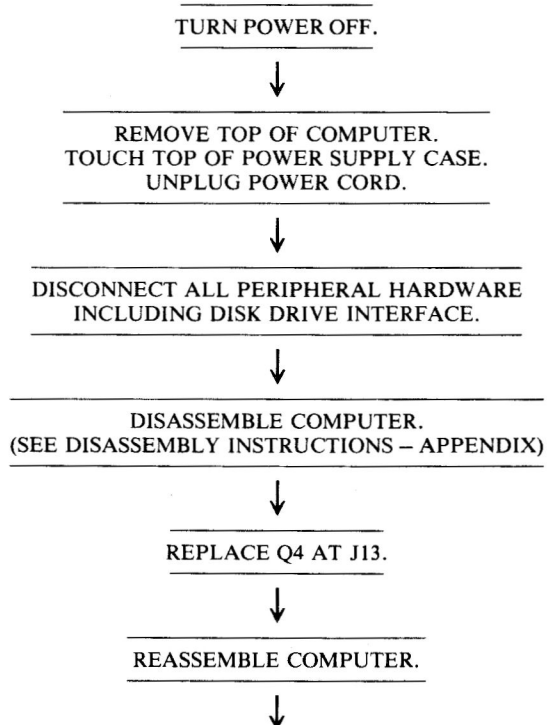 TURN POWER OFF.
REMOVE TOP OF COMPUTER.
TOUCH TOP OF POWER SUPPLY CASE.
UNPLUG POWER CORD.
DISCONNECT ALL PERIPHERAL HARDWARE
INCLUDING DISK DRIVE INTERFACE.
DISASSEMBLE COMPUTER.
(SEE DISASSEMBLY INSTRUCTIONS – APPENDIX)
REPLACE Q4 AT J13.
REASSEMBLE COMPUTER.